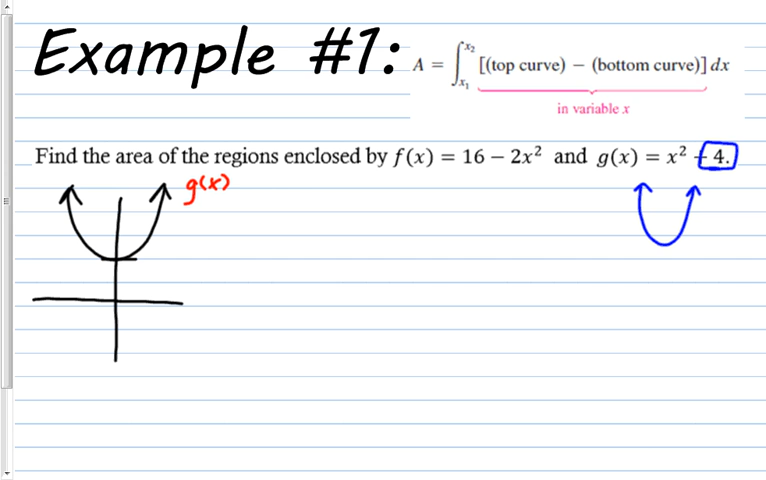 Example #1:
A = ∫_{x₁}^{x₂} [(top curve) − (bottom curve)] dx
in variable x
Find the area of the regions enclosed by f(x) = 16 − 2x² and g(x) = x² + 4.
g(x)